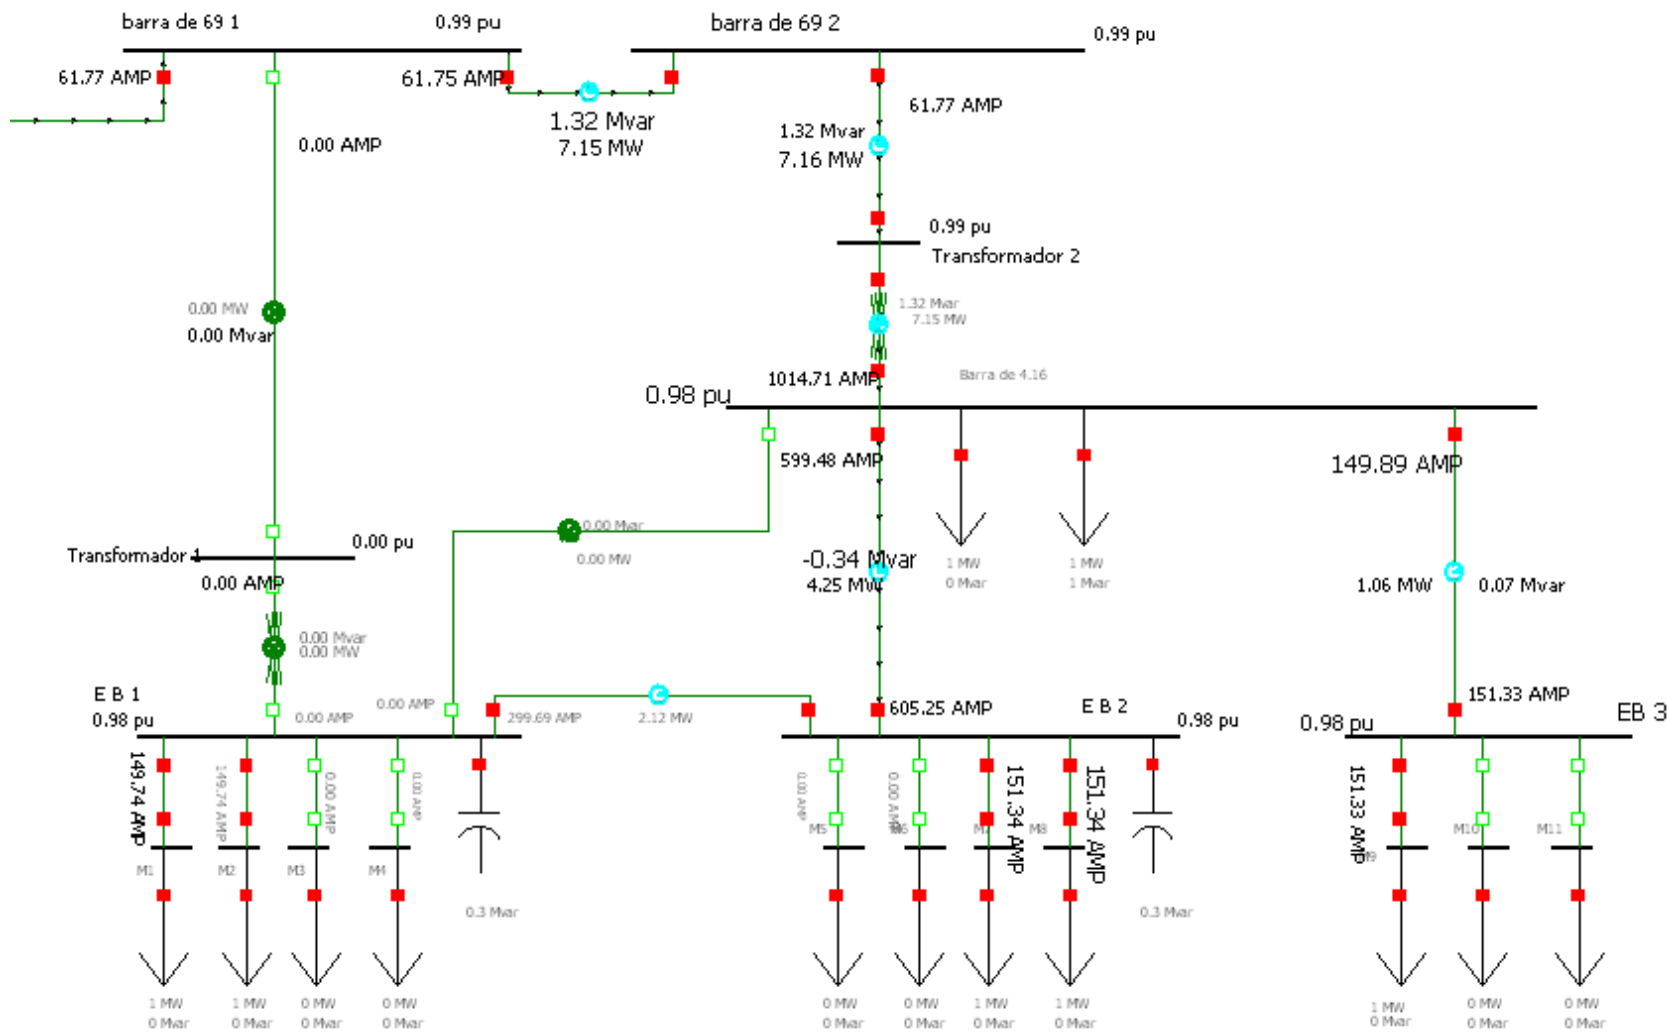 barra de 69 1
0.99 pu
barra de 69 2
0.99 pu
61.77 AMP
61.75 AMP
61.77 AMP
1.32 Mvar
7.15 MW
1.32 Mvar
7.16 MW
0.00 AMP
0.99 pu
Transformador 2
0.00 MW
0.00 Mvar
1.32 Mvar
7.15 MW
1014.71 AMP
Barra de 4.16
0.98 pu
599.48 AMP
149.89 AMP
0.00 Mvar
0.00 MW
0.00 pu
Transformador 1
0.00 AMP
-0.34 Mvar
4.25 MW
1 MW
0 Mvar
1 MW
1 Mvar
1.06 MW
0.07 Mvar
0.00 Mvar
0.00 MW
E B 1
0.98 pu
0.00 AMP
0.00 AMP
299.69 AMP
2.12 MW
605.25 AMP
E B 2
0.98 pu
151.33 AMP
0.98 pu
EB 3
149.74 AMP
149.74 AMP
0.00 AMP
0.00 AMP
0.00 AMP
0.00 AMP
151.34 AMP
151.34 AMP
151.33 AMP
M1
M2
M3
M4
M5
M6
M7
M8
M9
M10
M11
0.3 Mvar
0.3 Mvar
1 MW
0 Mvar
1 MW
0 Mvar
0 MW
0 Mvar
0 MW
0 Mvar
0 MW
0 Mvar
0 MW
0 Mvar
1 MW
0 Mvar
1 MW
0 Mvar
1 MW
0 Mvar
0 MW
0 Mvar
0 MW
0 Mvar